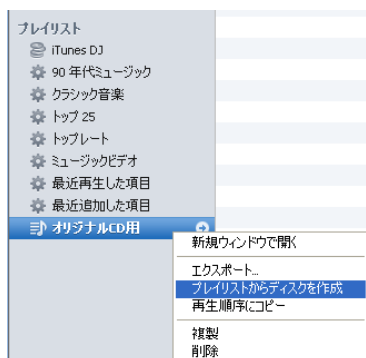 プレイリスト
iTunes DJ
90 年代ミュージック
クラシック音楽
トップ 25
トップレート
ミュージックビデオ
最近再生した項目
最近追加した項目
オリジナルCD用
新規ウィンドウで開く
エクスポート...
プレイリストからディスクを作成
再生順序にコピー
複製
削除